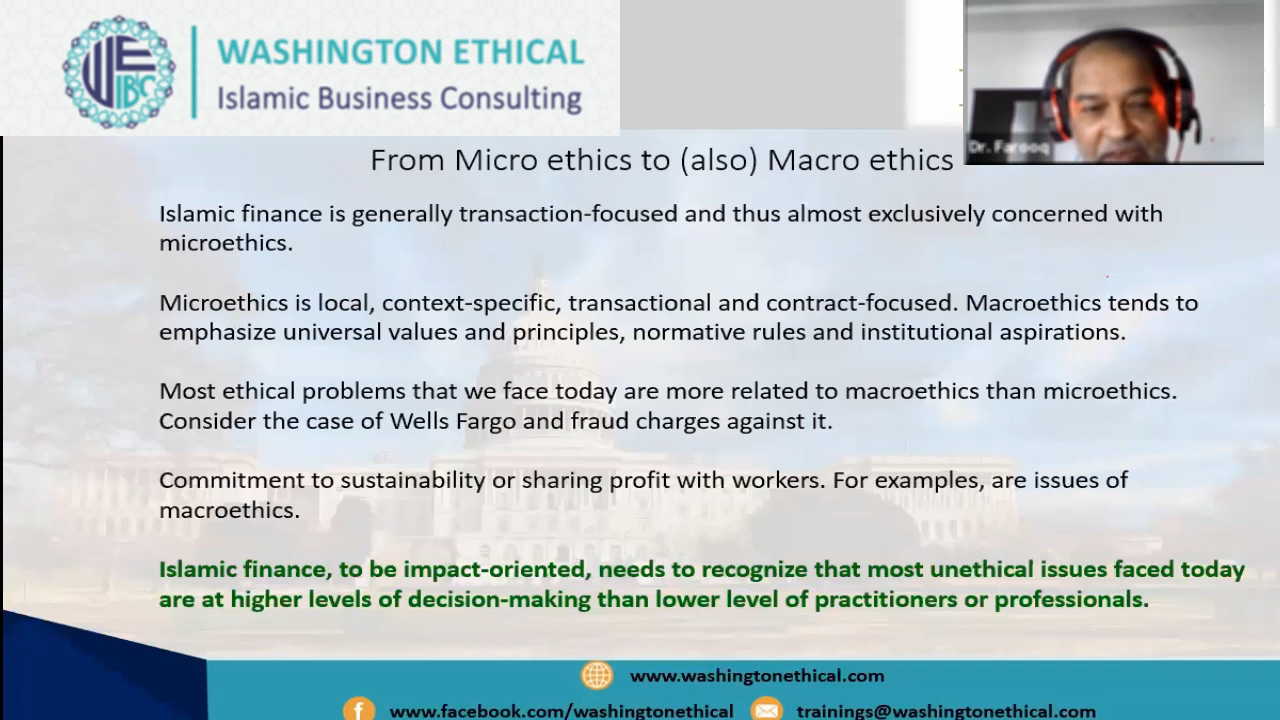 WEIBC
WASHINGTON ETHICAL
Islamic Business Consulting
Dr. Farooq
From Micro ethics to (also) Macro ethics
Islamic finance is generally transaction-focused and thus almost exclusively concerned with
microethics.
Microethics is local, context-specific, transactional and contract-focused. Macroethics tends to
emphasize universal values and principles, normative rules and institutional aspirations.
Most ethical problems that we face today are more related to macroethics than microethics.
Consider the case of Wells Fargo and fraud charges against it.
Commitment to sustainability or sharing profit with workers. For examples, are issues of
macroethics.
Islamic finance, to be impact-oriented, needs to recognize that most unethical issues faced today
are at higher levels of decision-making than lower level of practitioners or professionals.
www.washingtonethical.com
www.facebook.com/washingtonethical trainings@washingtonethical.com